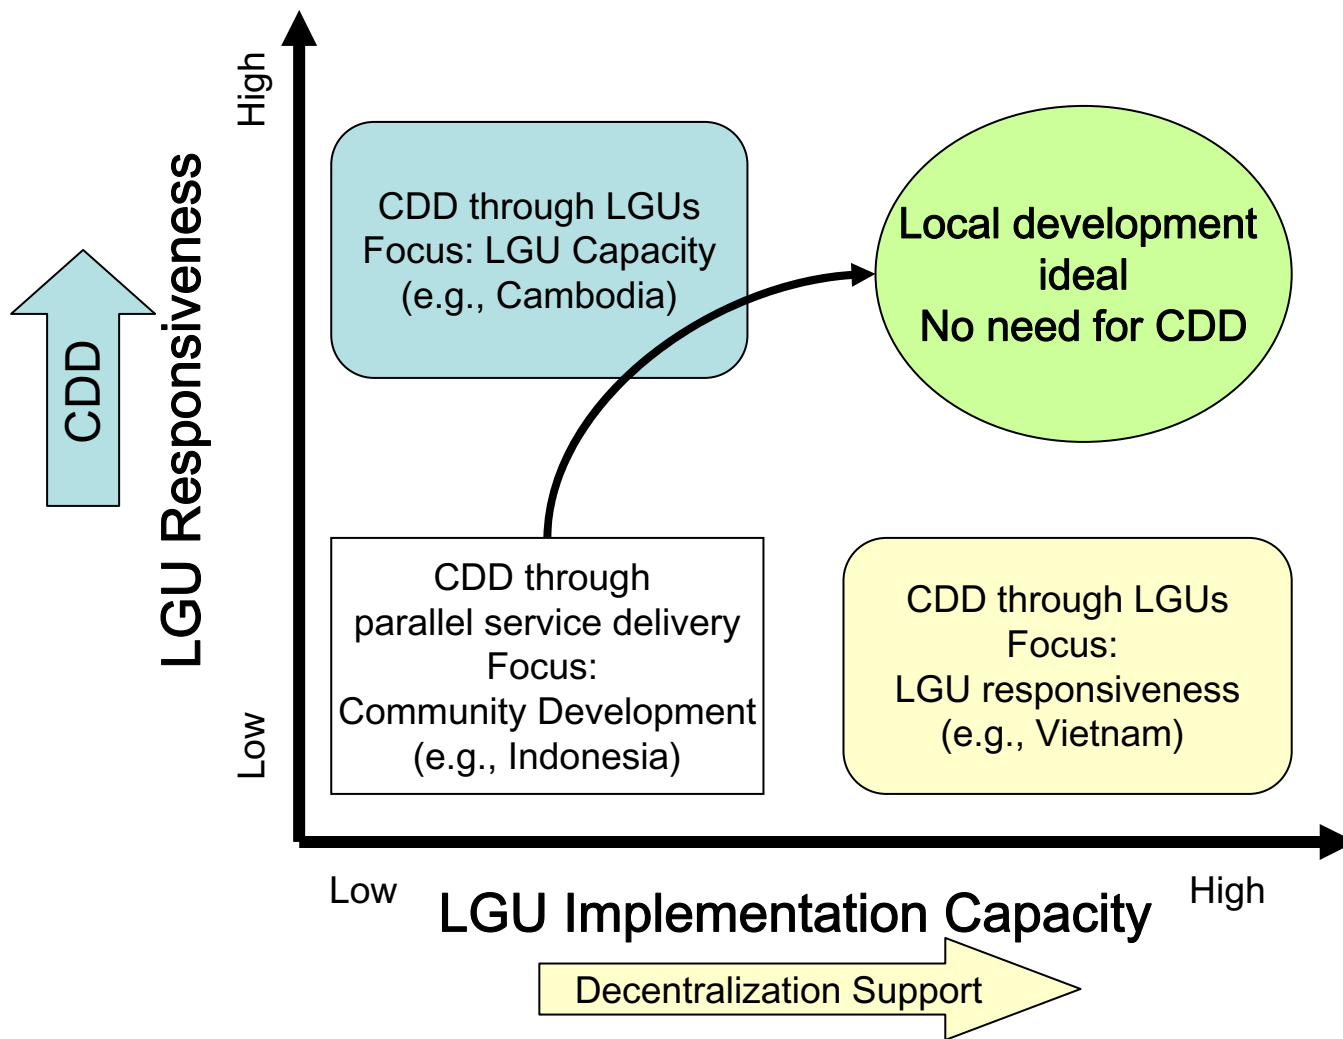 High
LGU Responsiveness
CDD
Low
CDD through LGUs
Focus: LGU Capacity
(e.g., Cambodia)
Local development
ideal
No need for CDD
CDD through
parallel service delivery
Focus:
Community Development
(e.g., Indonesia)
CDD through LGUs
Focus:
LGU responsiveness
(e.g., Vietnam)
Low
High
LGU Implementation Capacity
Decentralization Support